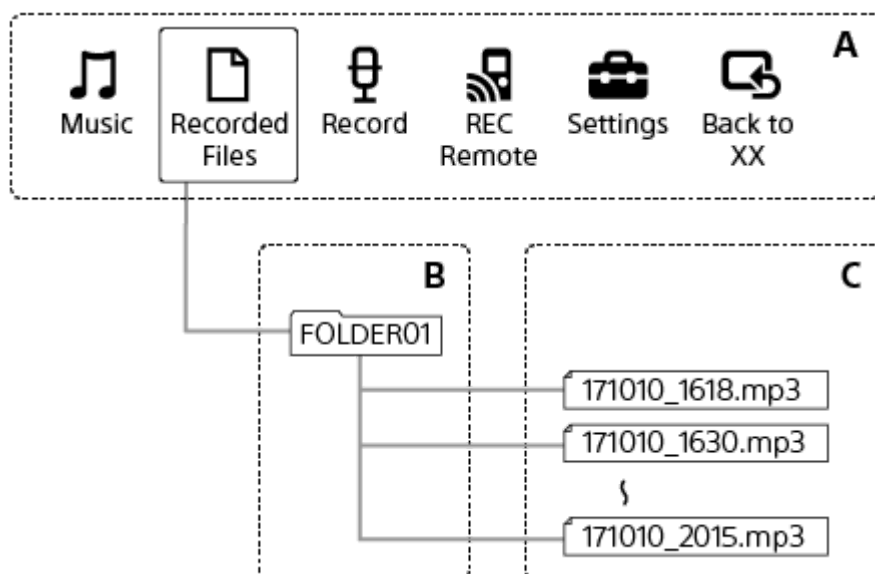 A
Music
Recorded
Files
Record
REC
Remote
Settings
Back to
XX
B
C
FOLDER01
171010_1618.mp3
171010_1630.mp3
171010_2015.mp3